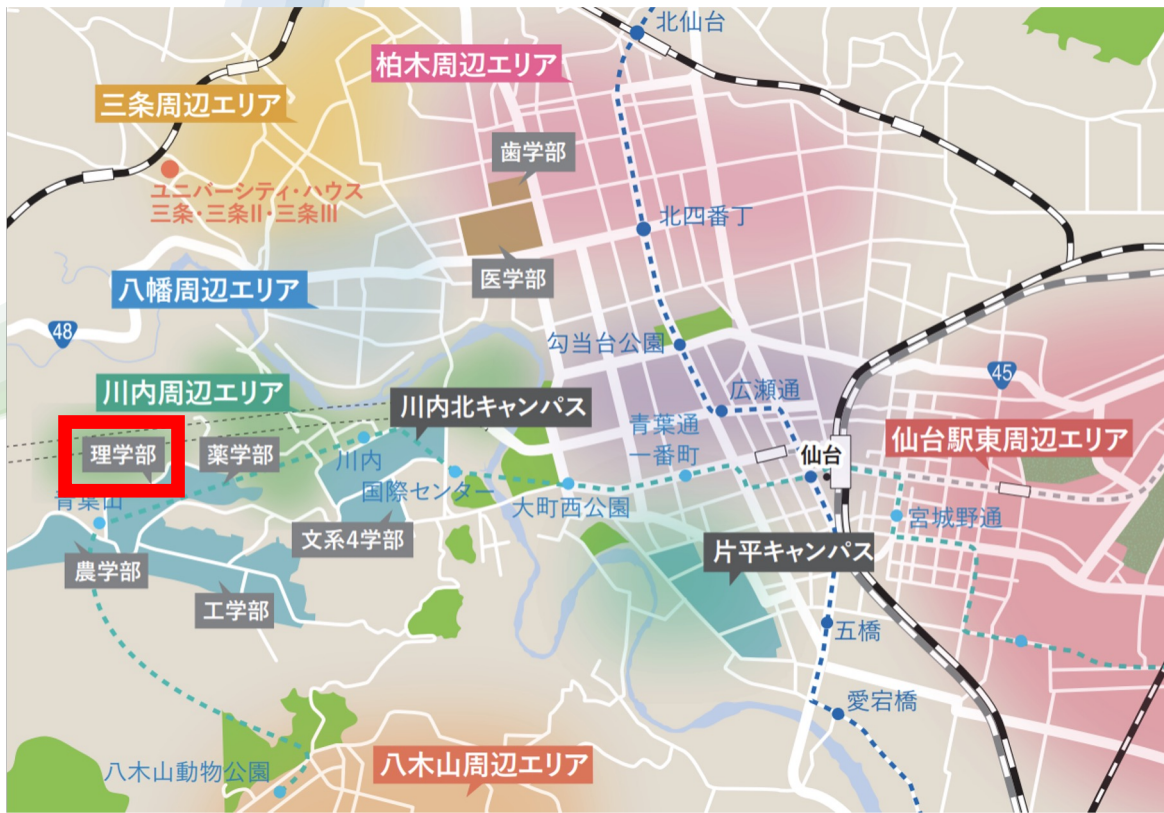 北仙台
柏木周辺エリア
三条周辺エリア
歯学部
ユニバーシティ・ハウス
三条・三条II・三条III
北四番丁
医学部
八幡周辺エリア
48
勾当台公園
45
川内周辺エリア
川内北キャンパス
広瀬通
青葉通
一番町
仙台駅東周辺エリア
理学部
薬学部
川内
仙台
国際センター
青葉山
大町西公園
宮城野通
文系4学部
片平キャンパス
農学部
工学部
五橋
愛宕橋
八木山動物公園
八木山周辺エリア